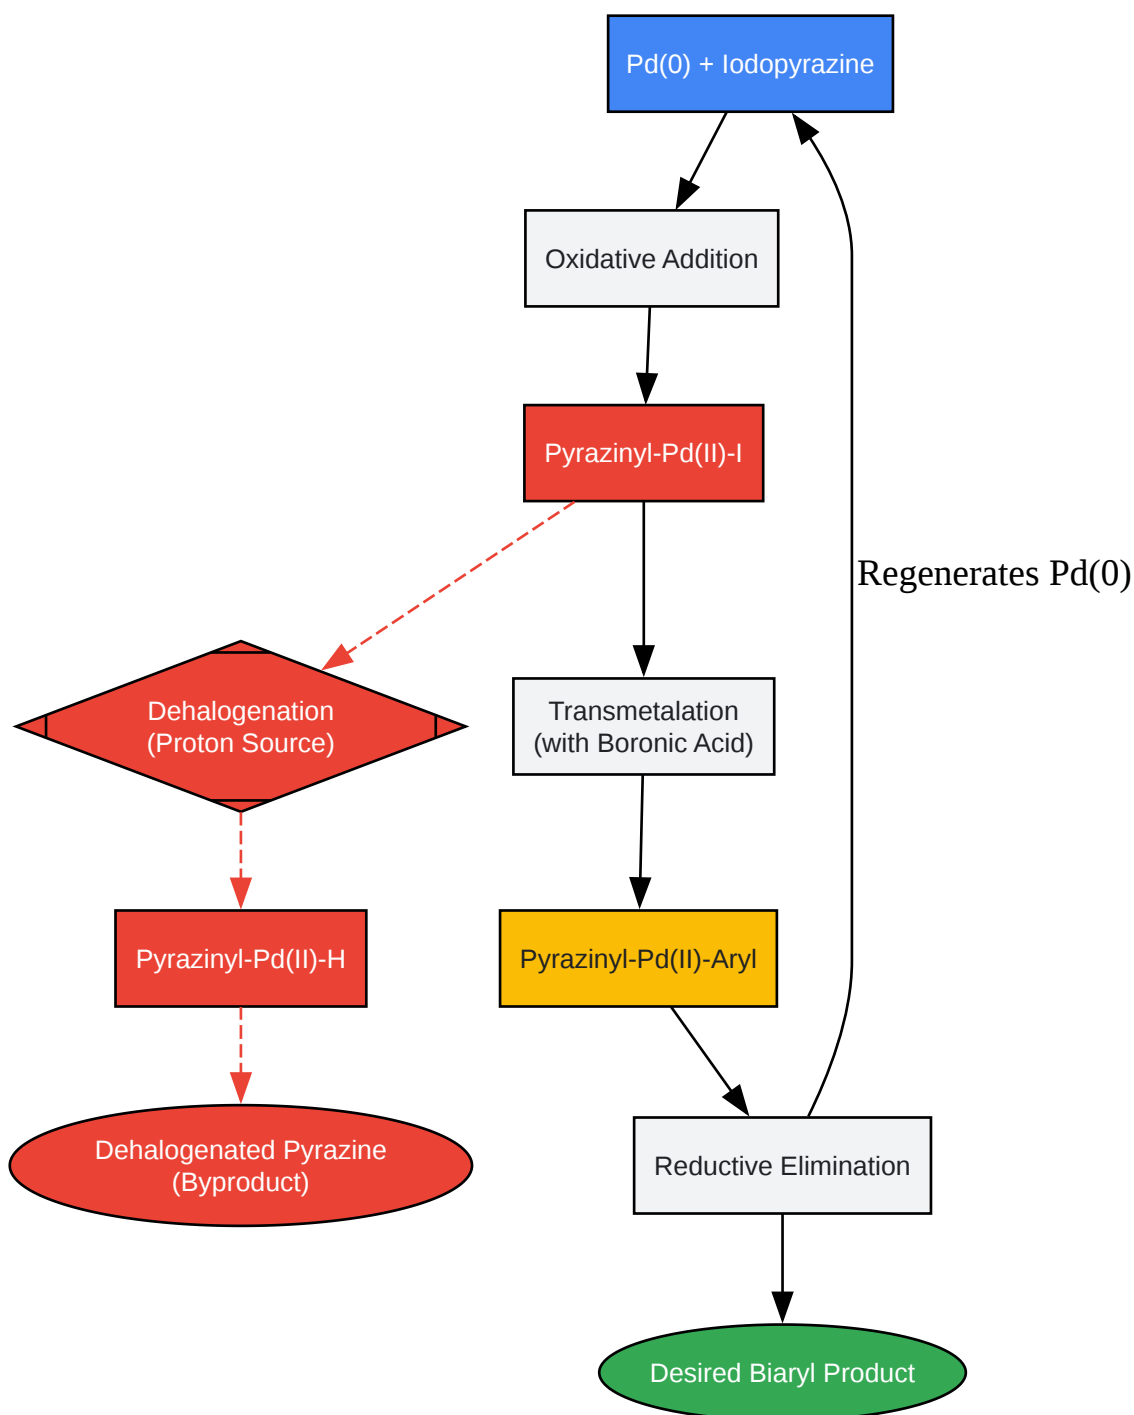 Pd(0) + Iodopyrazine
Oxidative Addition
Pyrazinyl-Pd(II)-I
Regenerates Pd(0)
Dehalogenation
(Proton Source)
Transmetalation
(with Boronic Acid)
Pyrazinyl-Pd(II)-H
Pyrazinyl-Pd(II)-Aryl
Dehalogenated Pyrazine
(Byproduct)
Reductive Elimination
Desired Biaryl Product